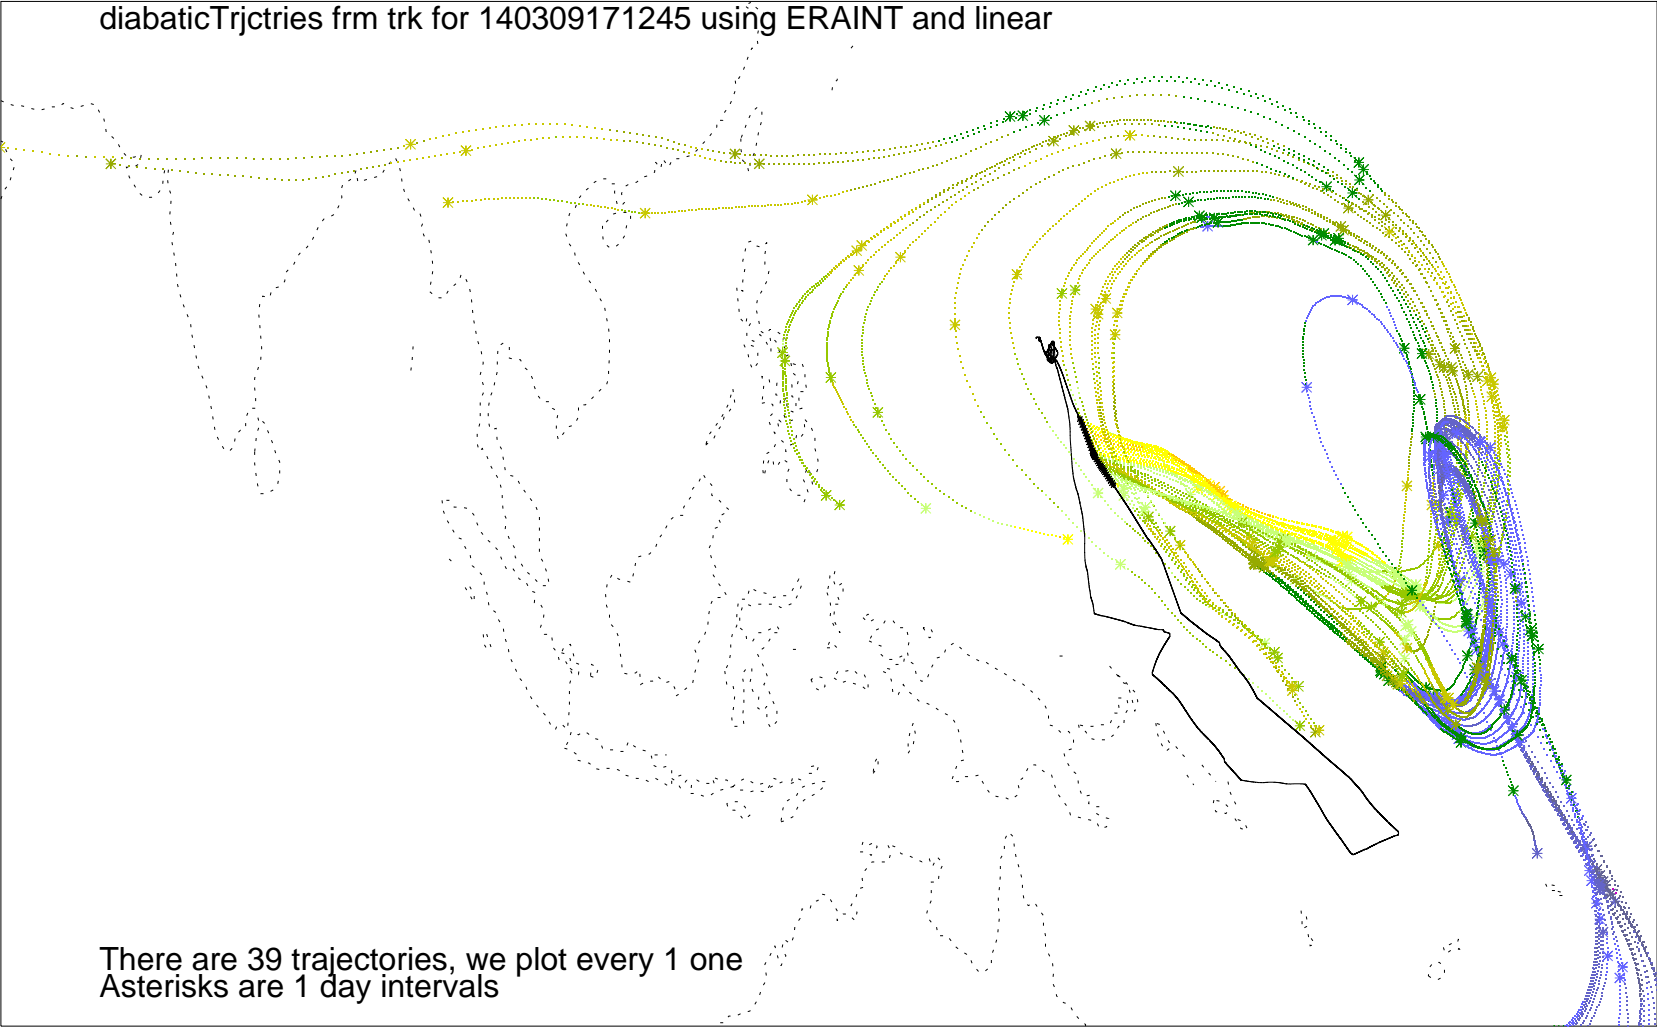 diabaticTrjctries frm trk for 140309171245 using ERAINT and linear
There are 39 trajectories, we plot every 1 one
Asterisks are 1 day intervals